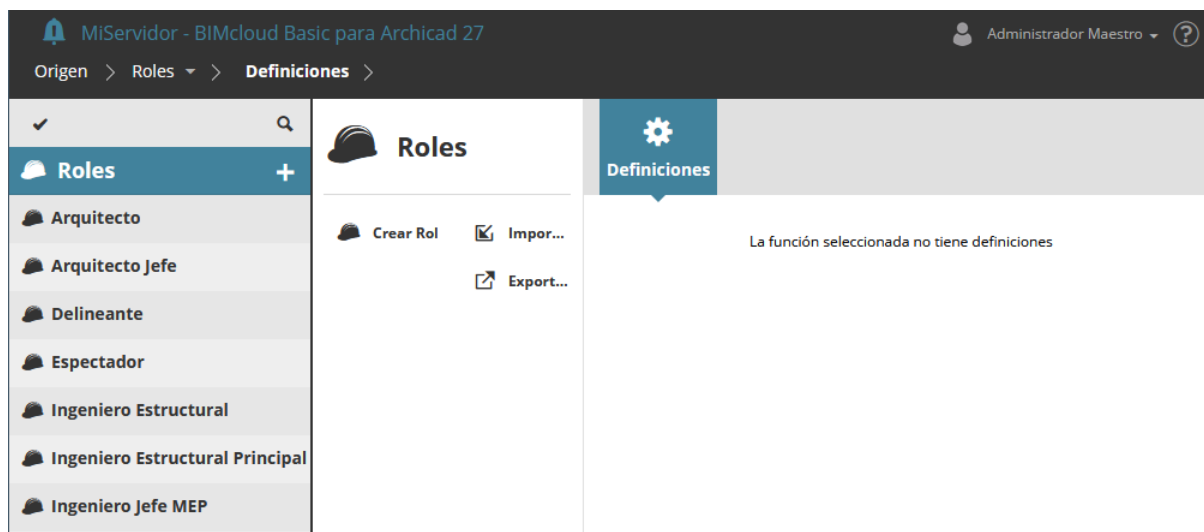 MiServidor - BIMcloud Basic para Archicad 27
Administrador Maestro
?
Origen > Roles > Definiciones >
Roles +
Arquitecto
Arquitecto Jefe
Delineante
Espectador
Ingeniero Estructural
Ingeniero Estructural Principal
Ingeniero Jefe MEP
Roles
Crear Rol
Impor...
Export...
Definiciones
La función seleccionada no tiene definiciones